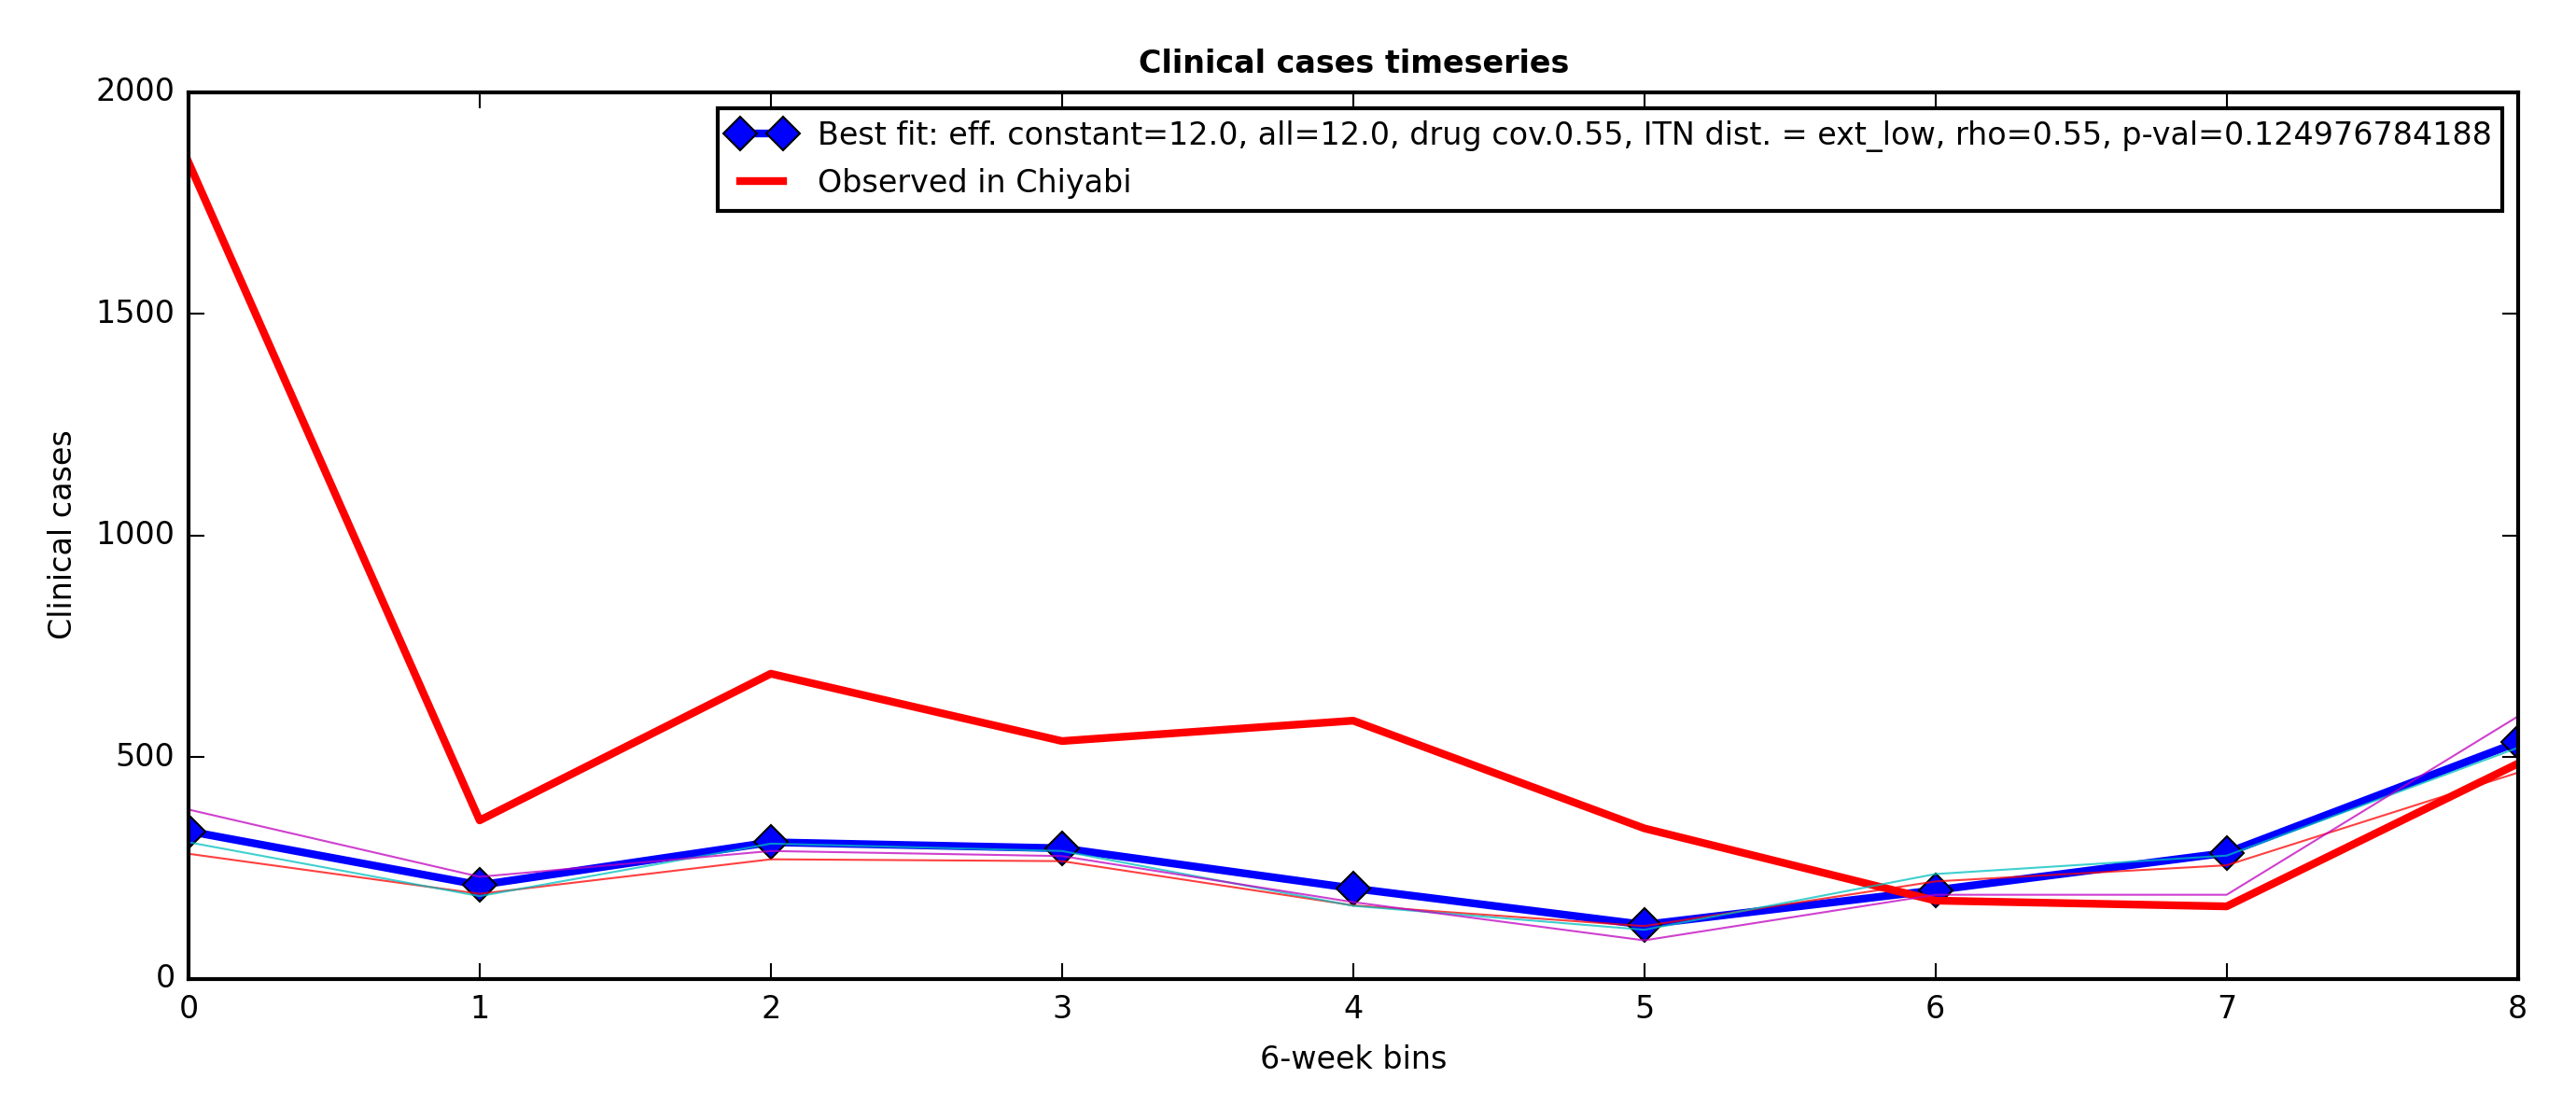 Clinical cases timeseries
2000
1500
1000
500
0
Clinical cases
Best fit: eff. constant=12.0, all=12.0, drug cov.0.55, ITN dist. = ext_low, rho=0.55, p-val=0.124976784188
Observed in Chiyabi
0 1 2 3 4 5 6 7 8
6-week bins